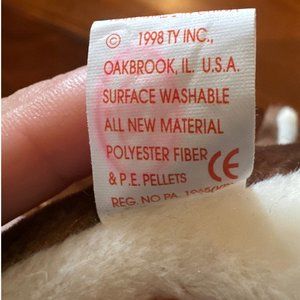 © 1998 TY INC.,
OAKBROOK, IL. U.S.A.
SURFACE WASHABLE
ALL NEW MATERIAL
POLYESTER FIBER
& P.E. PELLETS CE
REG. NO PA.